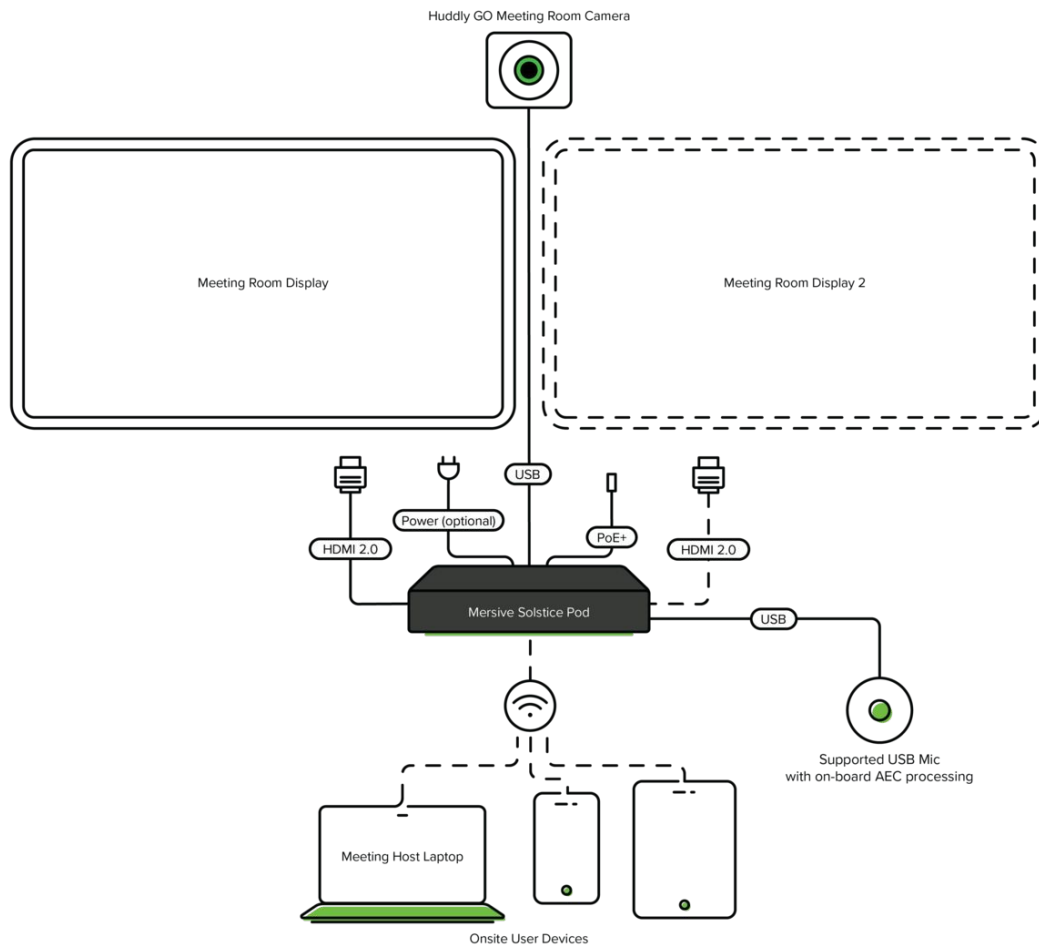 Huddly GO Meeting Room Camera
Meeting Room Display
Meeting Room Display 2
USB
Power (optional)
PoE+
HDMI 2.0
HDMI 2.0
Mersive Solstice Pod
USB
Supported USB Mic
with on-board AEC processing
Meeting Host Laptop
Onsite User Devices